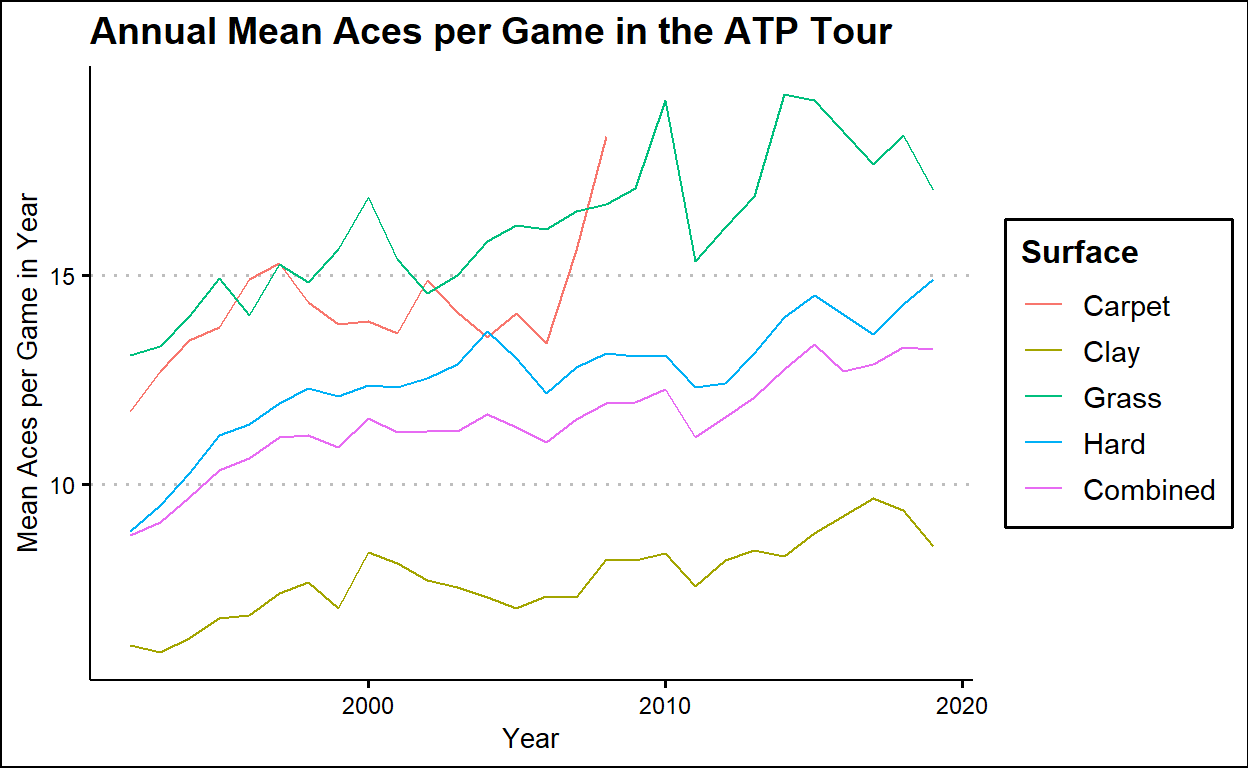 Annual Mean Aces per Game in the ATP Tour
Mean Aces per Game in Year
15
10
2000
2010
2020
Year
Surface
Carpet
Clay
Grass
Hard
Combined